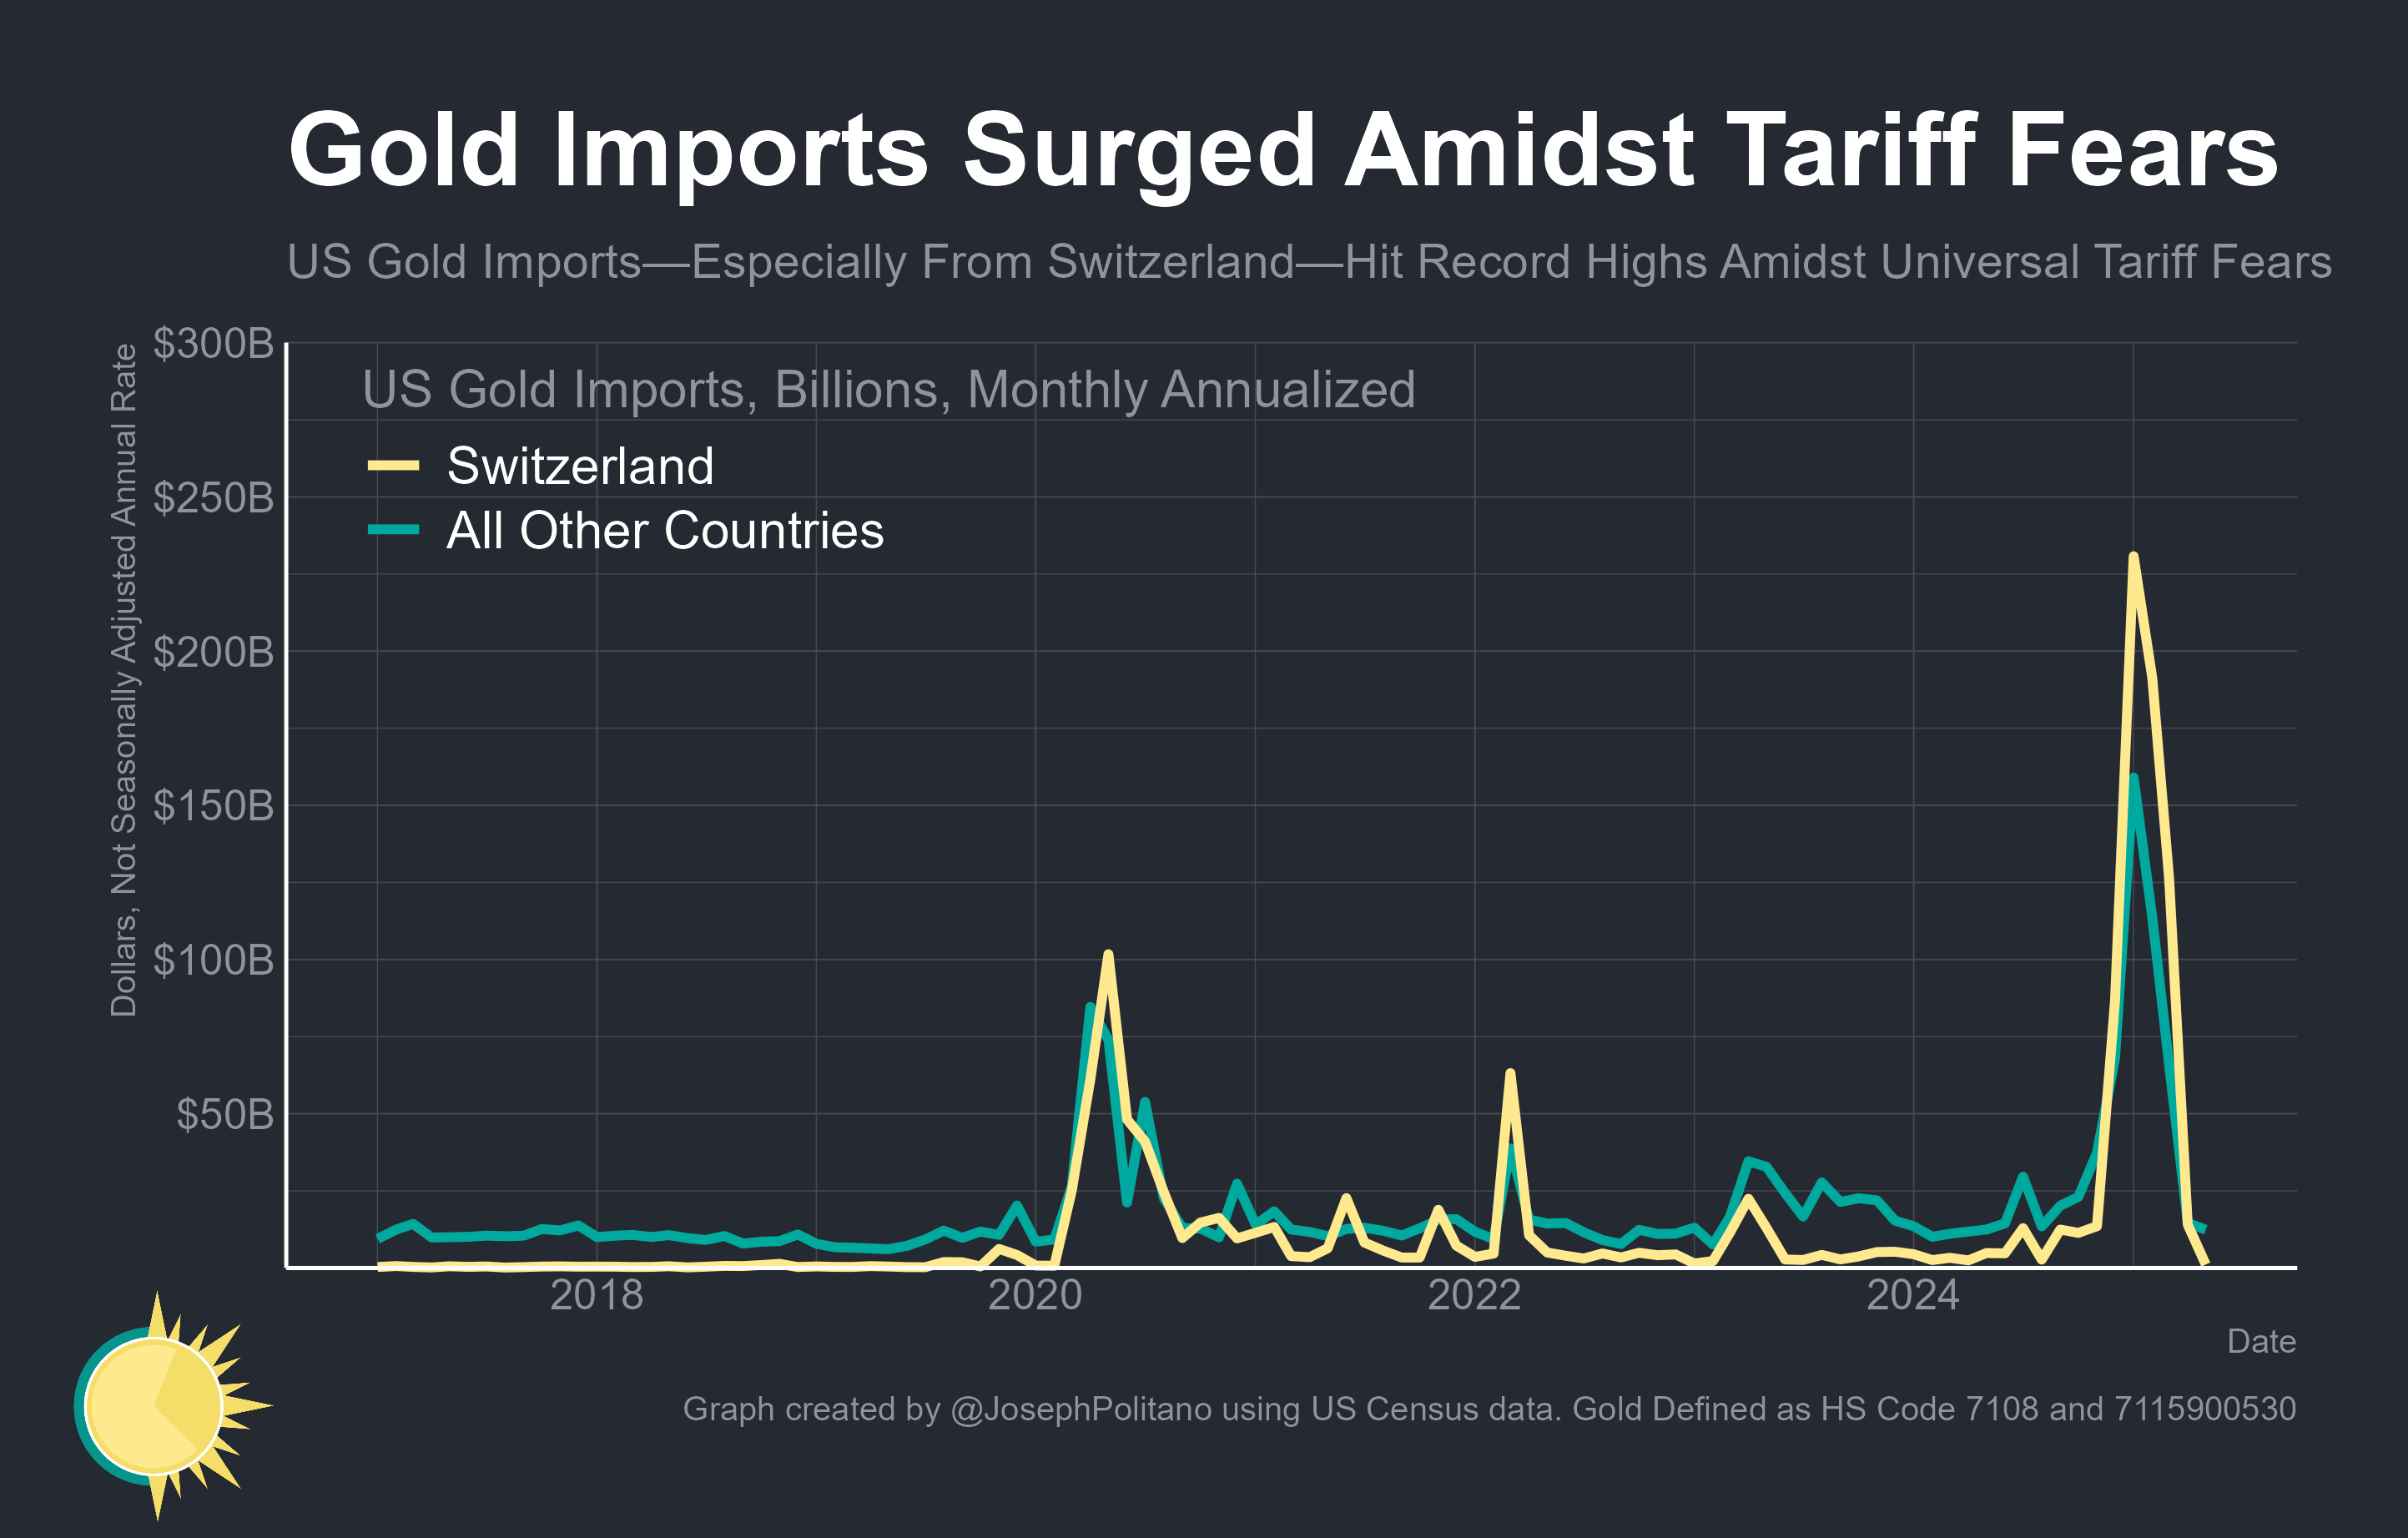 Gold Imports Surged Amidst Tariff Fears
US Gold Imports—Especially From Switzerland—Hit Record Highs Amidst Universal Tariff Fears
Dollars, Not Seasonally Adjusted Annual Rate
$300B
$250B
$200B
$150B
$100B
$50B
US Gold Imports, Billions, Monthly Annualized
Switzerland
All Other Countries
2018
2020
2022
2024
Date
Graph created by @JosephPolitano using US Census data. Gold Defined as HS Code 7108 and 7115900530